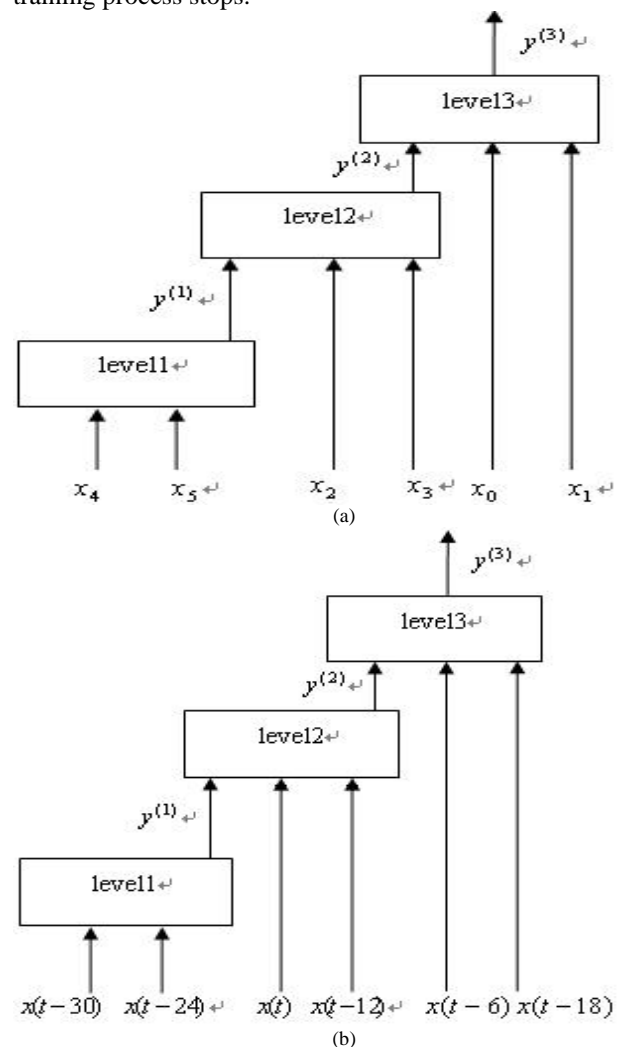 training process stops.
y(3) ↵
level3↵
y(2) ↵
level2↵
y(1) ↵
level1↵
x4 x5 ↵ x2 x3 ↵ x0 x1 ↵
(a)
y(3) ↵
level3↵
y(2) ↵
level2↵
y(1) ↵
level1↵
x(t−30) x(t−24) ↵ x(t) x(t−12) ↵ x(t−6) x(t−18) ↵
(b)